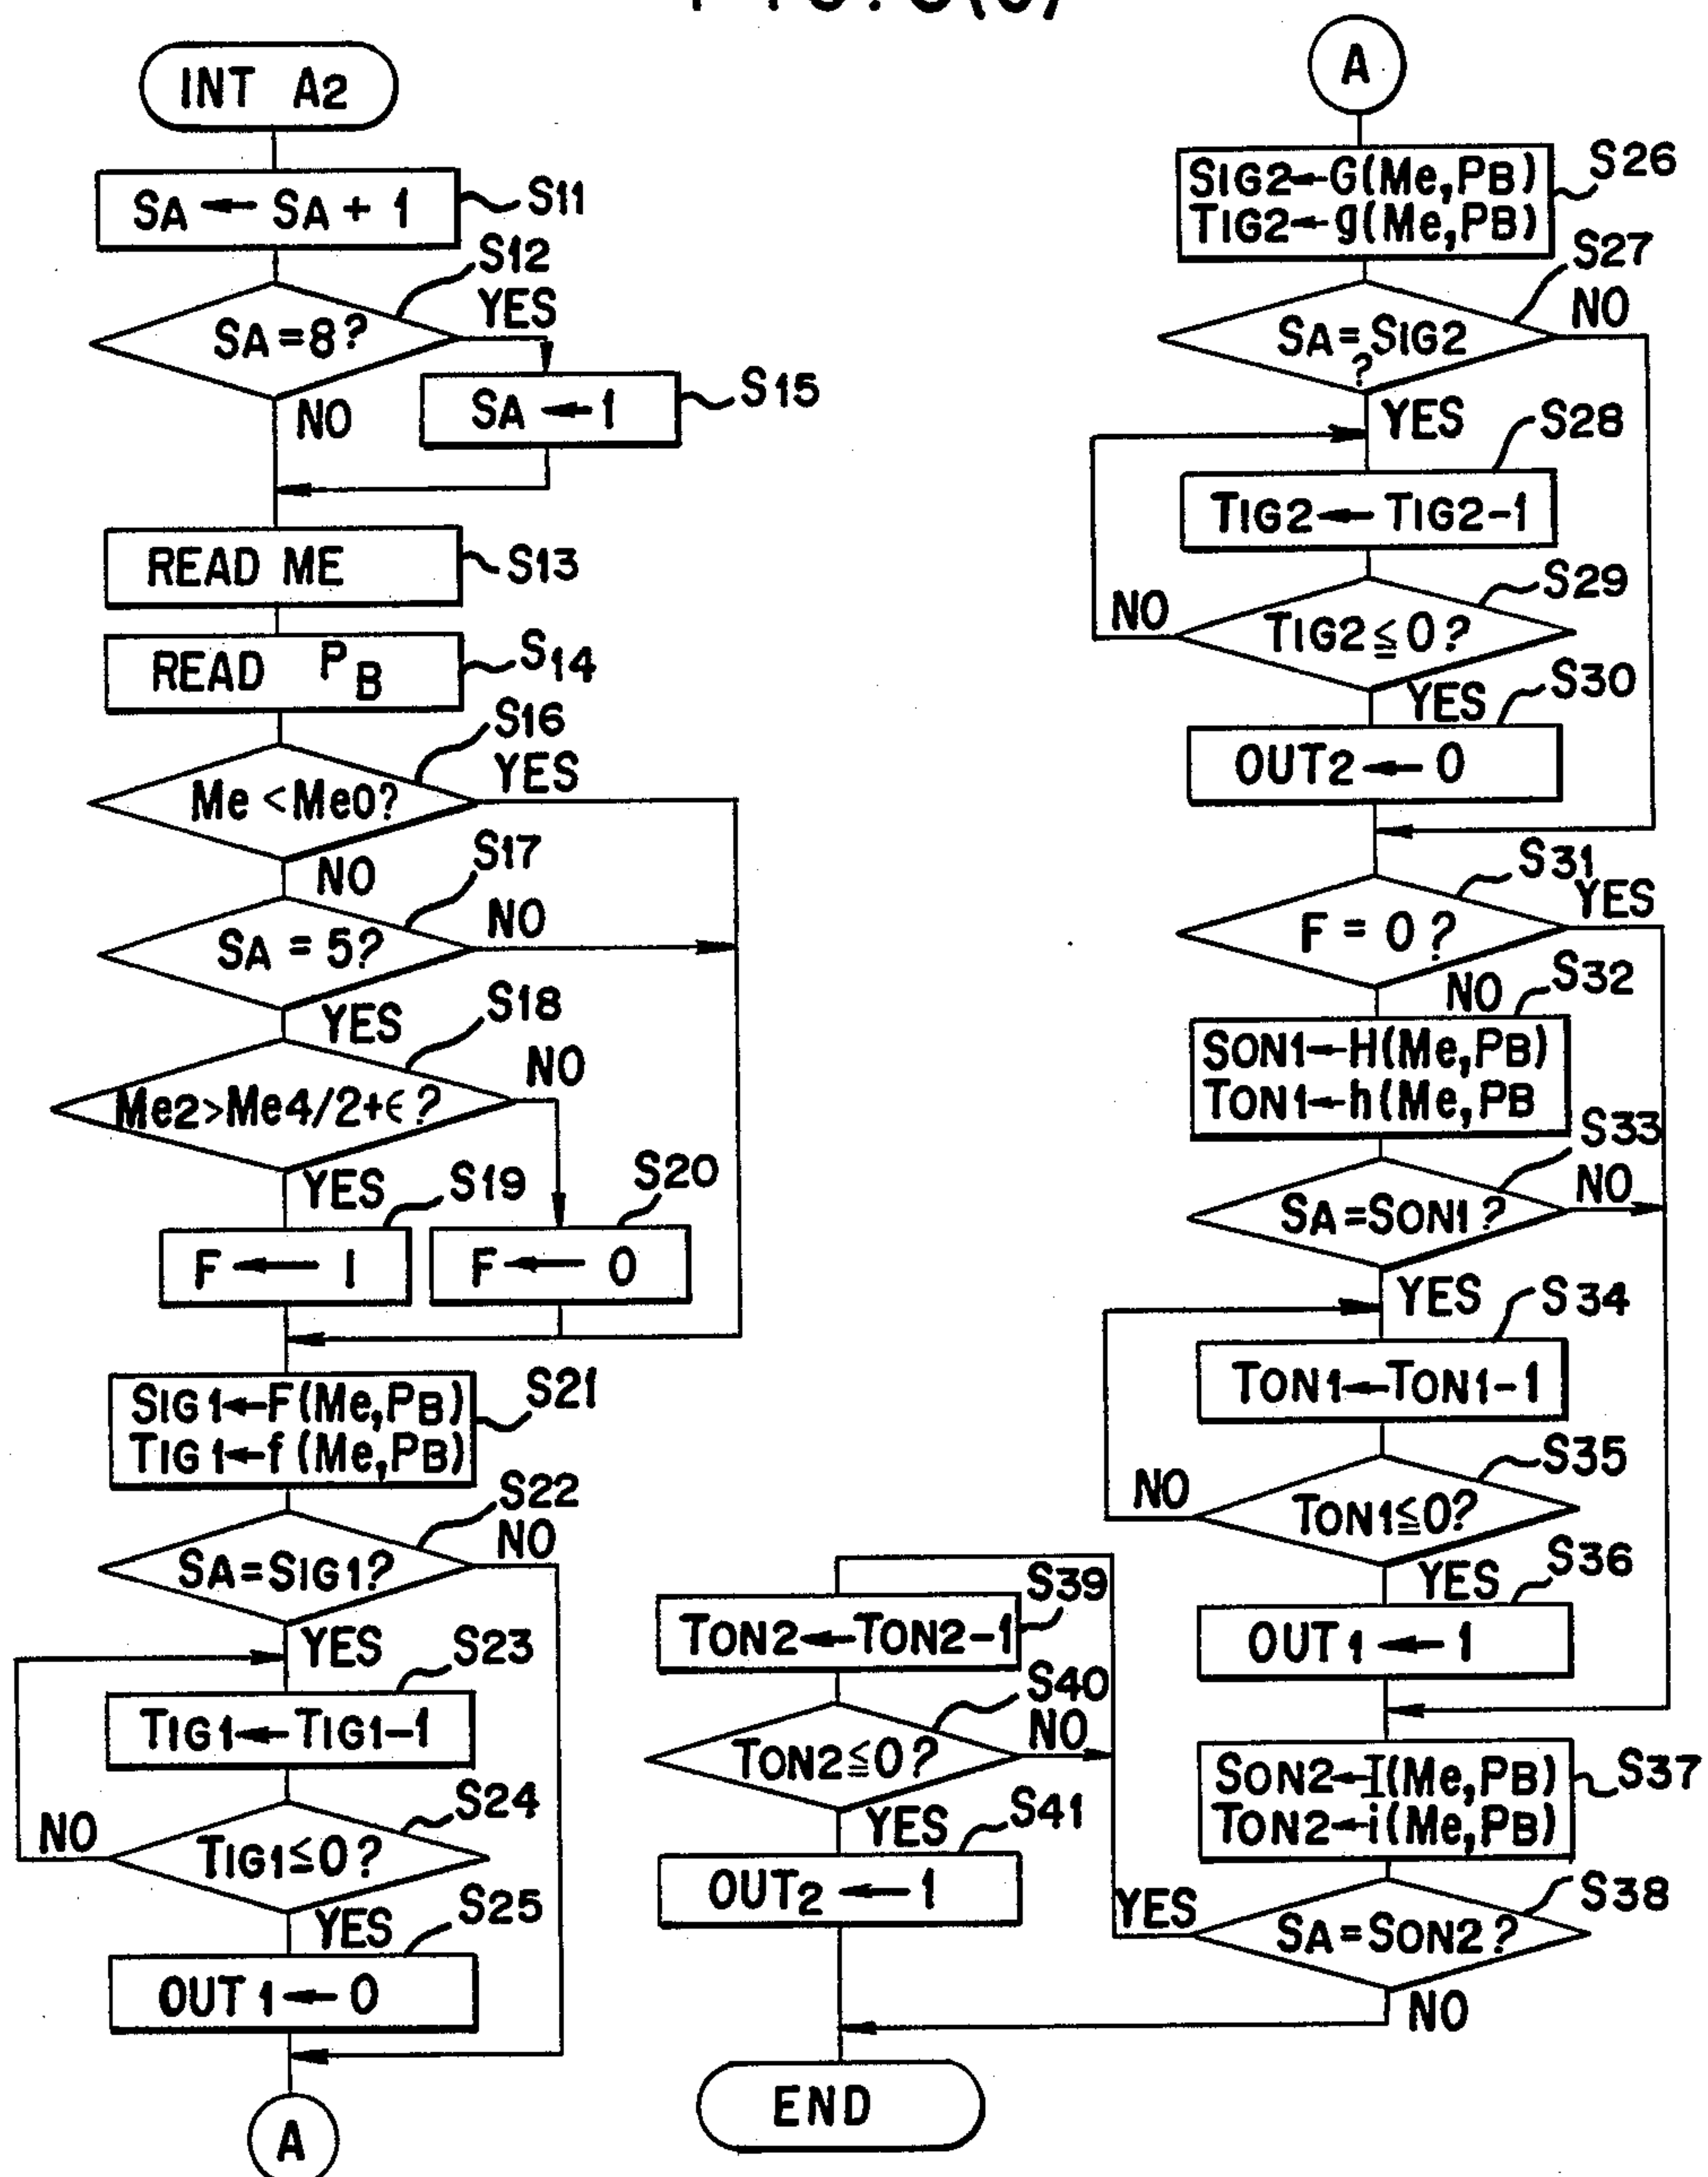 INT A2
SA ← SA + 1
S11
S12
SA = 8?
YES
NO
SA ← 1
S15
READ ME
S13
READ PB
S14
S16
Me < Me0?
YES
NO
S17
SA = 5?
NO
YES
S18
Me2>Me4/2+ϵ?
NO
YES
S19
F ← 1
S20
F ← 0
SIG1←F(Me,PB)
TIG1←f(Me,PB)
S21
S22
SA=SIG1?
NO
YES
S23
TIG1←TIG1-1
S24
TIG1≤0?
NO
YES
S25
OUT1←0
A
A
SIG2←G(Me,PB)
TIG2←g(Me,PB)
S26
S27
SA=SIG2
?
NO
YES
S28
TIG2←TIG2-1
S29
TIG2≦0?
NO
YES
S30
OUT2←0
S31
F = 0?
YES
NO
S32
SON1←H(Me,PB)
TON1←h(Me,PB
S33
SA=SON1?
NO
YES
S34
TON1←TON1-1
S35
TON1≦0?
NO
YES
S36
OUT1←1
SON2←I(Me,PB)
TON2←i(Me,PB)
S37
S38
SA=SON2?
YES
NO
S39
TON2←TON2-1
S40
TON2≦0?
NO
YES
S41
OUT2←1
END